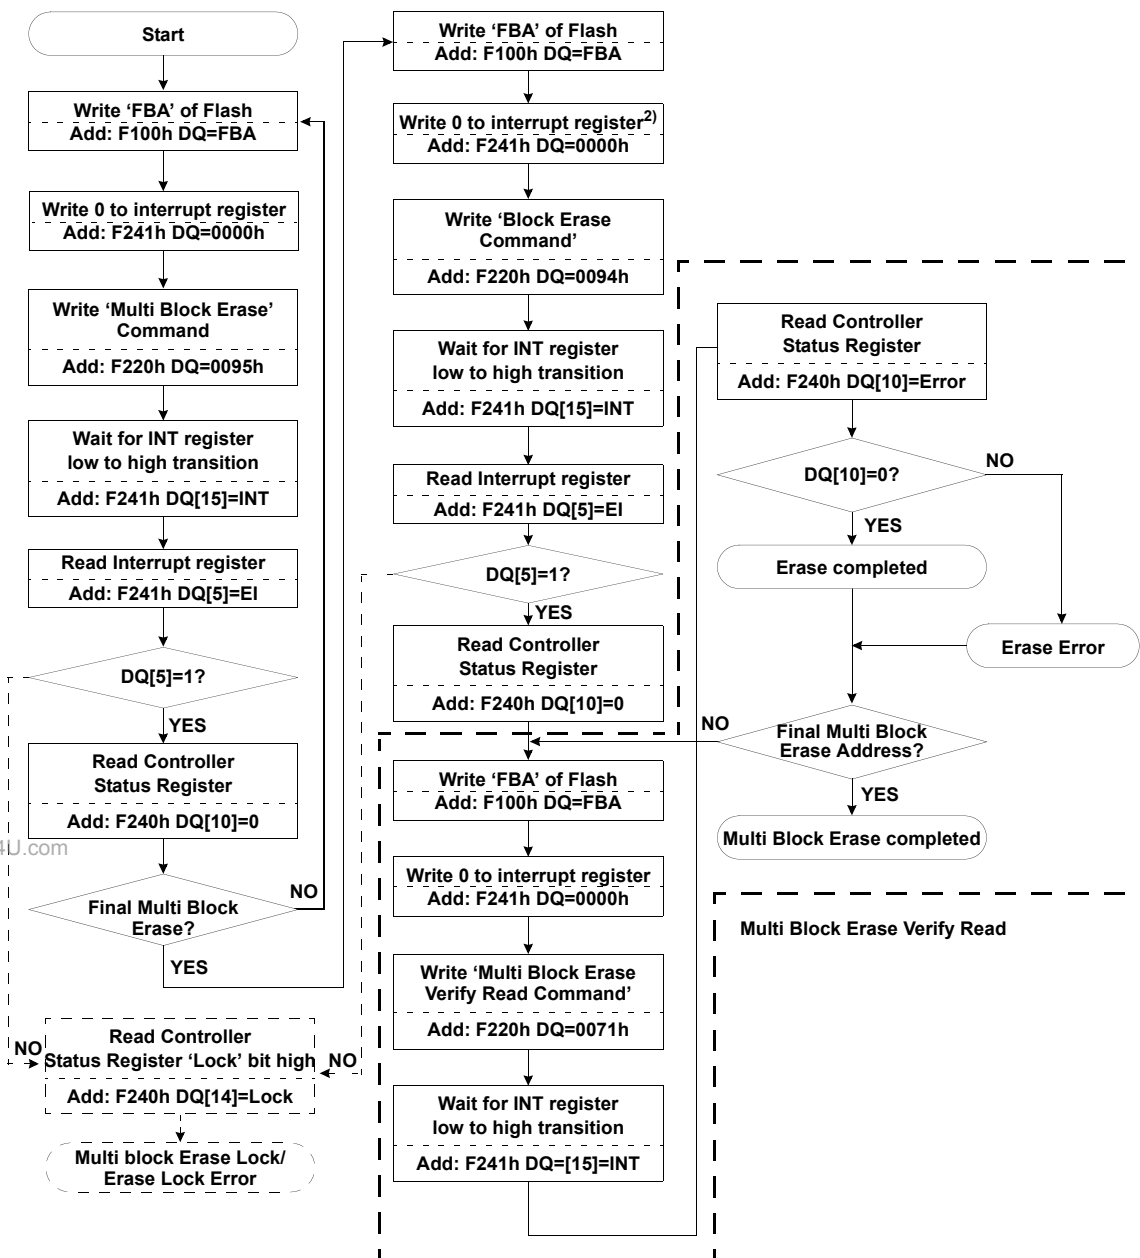 Start
Write ‘FBA’ of Flash
Add: F100h DQ=FBA
Write 0 to interrupt register
Add: F241h DQ=0000h
Write ‘Multi Block Erase’
Command
Add: F220h DQ=0095h
Wait for INT register
low to high transition
Add: F241h DQ[15]=INT
Read Interrupt register
Add: F241h DQ[5]=EI
DQ[5]=1?
YES
Read Controller
Status Register
Add: F240h DQ[10]=0
4U.com
Final Multi Block
Erase?
NO
YES
NO
Read Controller
Status Register ‘Lock’ bit high
NO
Add: F240h DQ[14]=Lock
Multi block Erase Lock/
Erase Lock Error
Write ‘FBA’ of Flash
Add: F100h DQ=FBA
Write 0 to interrupt register2)
Add: F241h DQ=0000h
Write ‘Block Erase
Command’
Add: F220h DQ=0094h
Wait for INT register
low to high transition
Add: F241h DQ[15]=INT
Read Interrupt register
Add: F241h DQ[5]=EI
DQ[5]=1?
YES
Read Controller
Status Register
Add: F240h DQ[10]=0
Write ‘FBA’ of Flash
Add: F100h DQ=FBA
Write 0 to interrupt register
Add: F241h DQ=0000h
Write ‘Multi Block Erase
Verify Read Command’
Add: F220h DQ=0071h
Wait for INT register
low to high transition
Add: F241h DQ=[15]=INT
Read Controller
Status Register
Add: F240h DQ[10]=Error
DQ[10]=0?
NO
YES
Erase completed
Erase Error
NO
Final Multi Block
Erase Address?
YES
Multi Block Erase completed
Multi Block Erase Verify Read